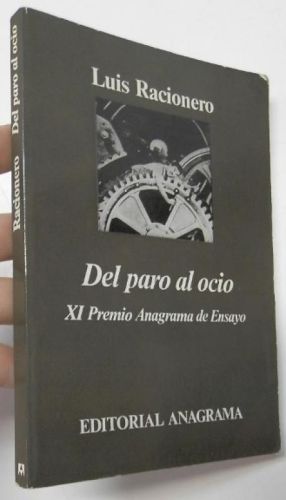 Luis Racionero
Del paro al ocio
XI Premio Anagrama de Ensayo
EDITORIAL ANAGRAMA
Racionero Del paro al ocio